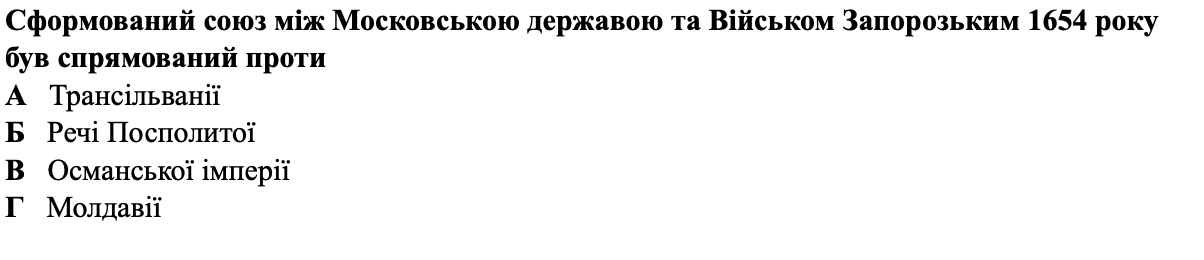 Сформований союз між Московською державою та Військом Запорозьким 1654 року
був спрямований проти
А Трансільванії
Б Речі Посполитої
В Османської імперії
Г Молдавії